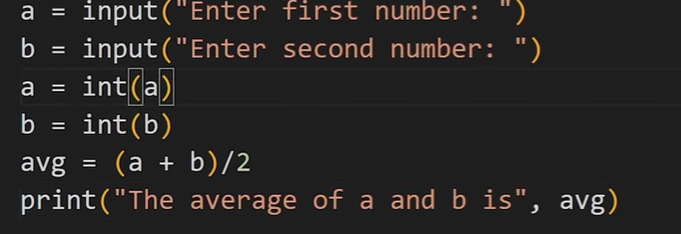 a = input("Enter first number: ")
b = input("Enter second number: ")
a = int(a)
b = int(b)
avg = (a + b)/2
print("The average of a and b is", avg)